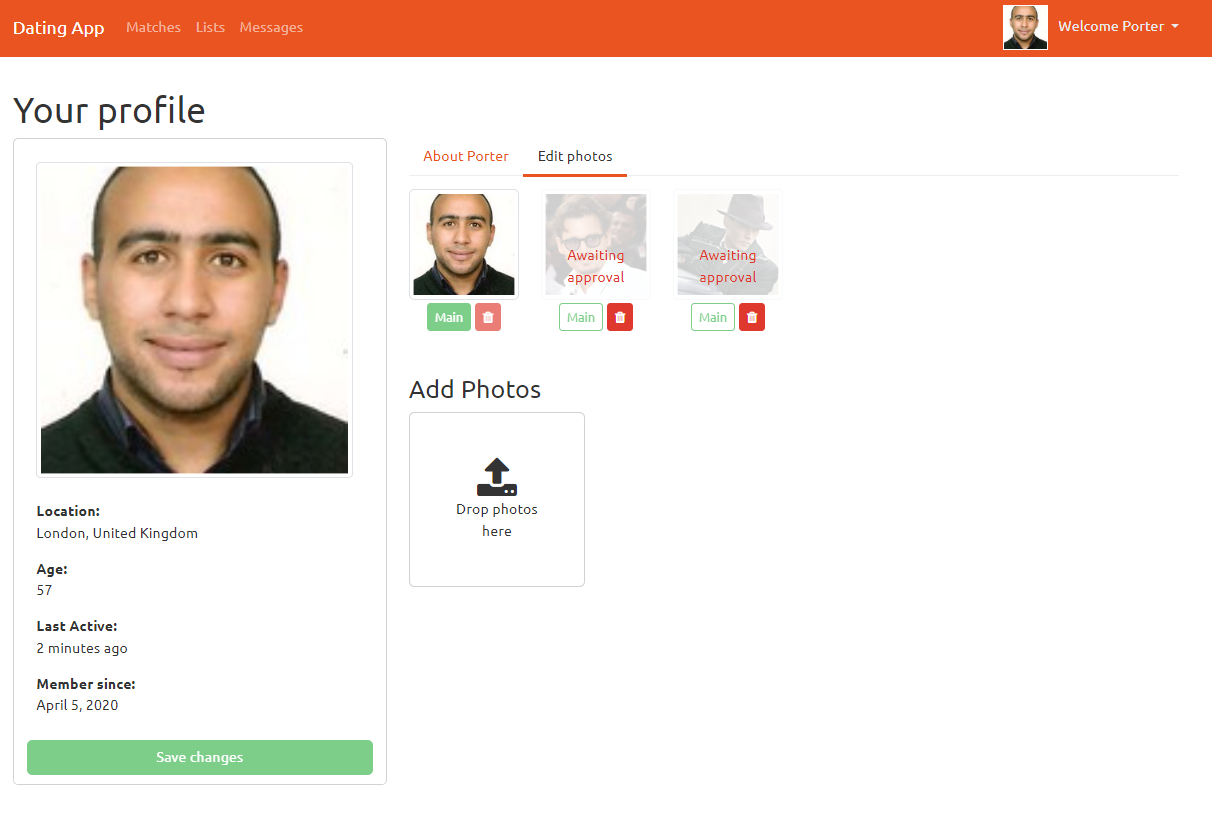 Dating App Matches Lists Messages Welcome Porter
Your profile
About Porter Edit photos
Awaiting approval
Awaiting approval
Main Main Main
Add Photos
Drop photos
here
Location:
London, United Kingdom
Age:
57
Last Active:
2 minutes ago
Member since:
April 5, 2020
Save changes